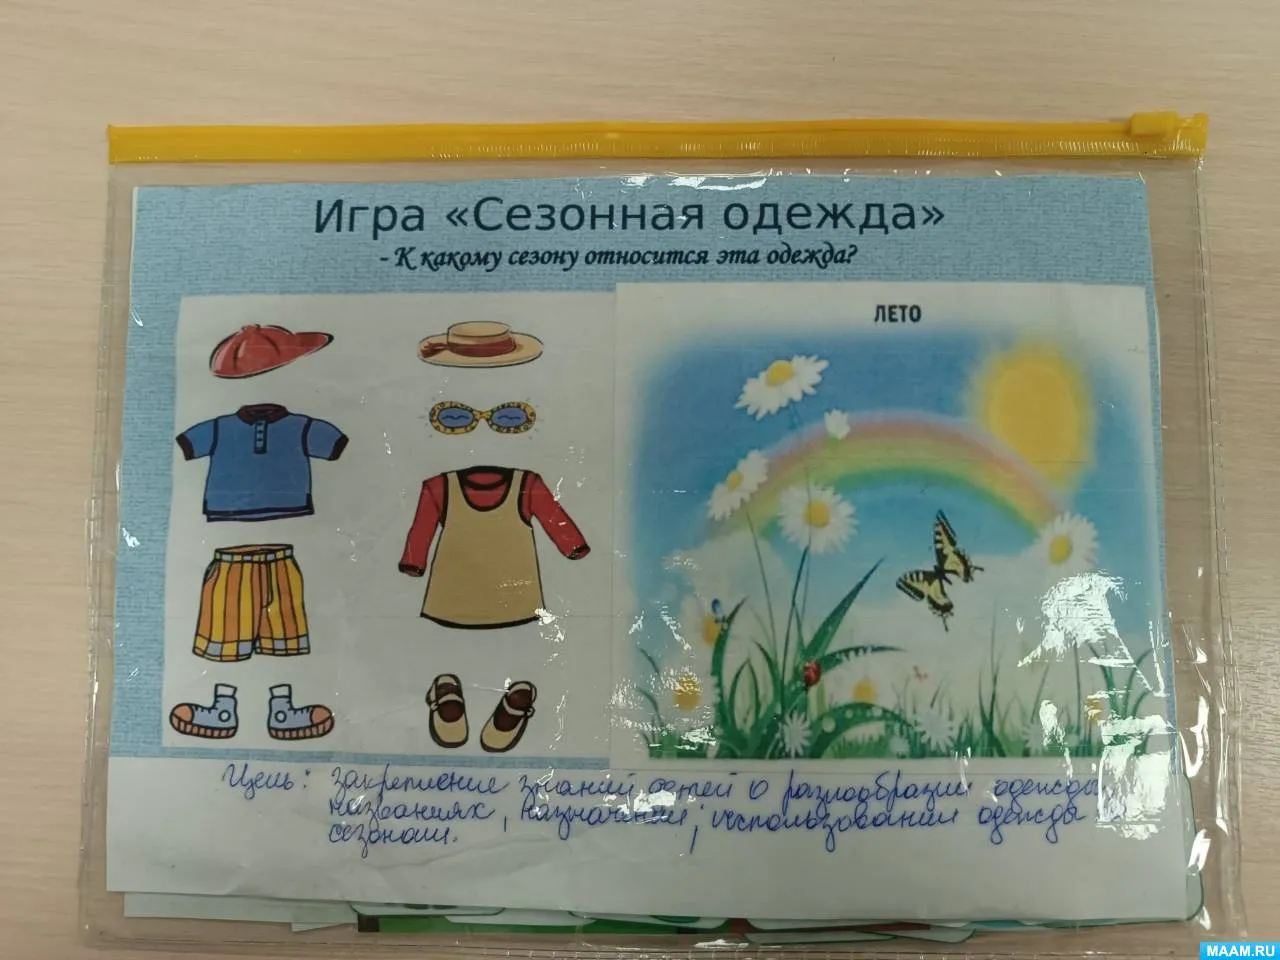 Игра «Сезонная одежда»
- К какому сезону относится эта одежда?
ЛЕТО
Цель: закрепление знаний детей о разнообразии одежды
названиях, назначении, использовании одежды
сезонам.
MAAM.RU